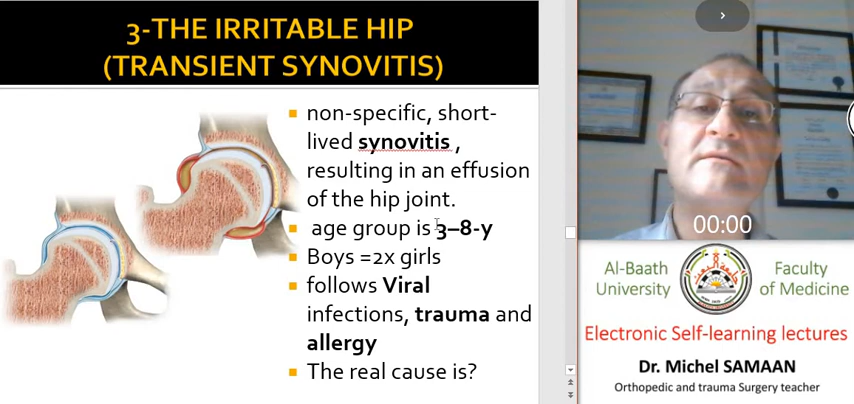 3-THE IRRITABLE HIP
(TRANSIENT SYNOVITIS)
non-specific, short-
lived synovitis ,
resulting in an effusion
of the hip joint.
age group is 3–8-y
Boys =2x girls
follows Viral
infections, trauma and
allergy
The real cause is?
00:00
Al-Baath
University
Faculty
of Medicine
Electronic Self-learning lectures
Dr. Michel SAMAAN
Orthopedic and trauma Surgery teacher